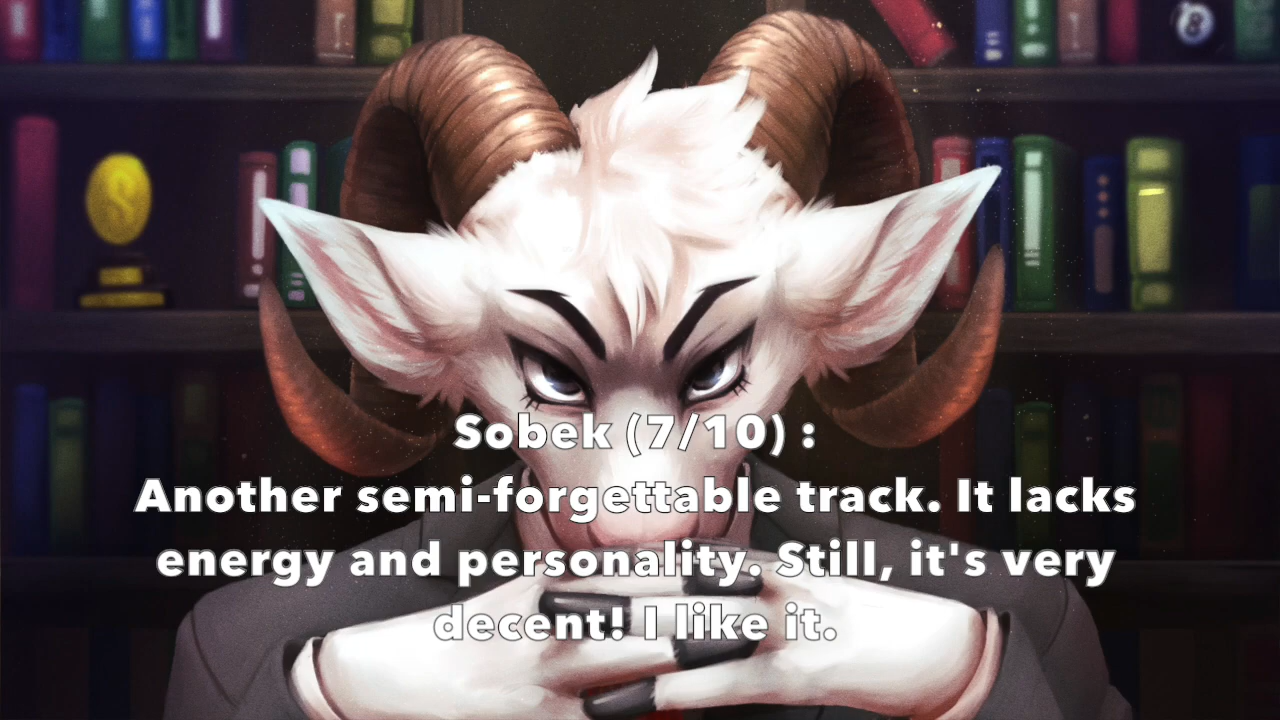 Sobek (7/10) :
Another semi-forgettable track. It lacks
energy and personality. Still, it's very
decent! I like it.